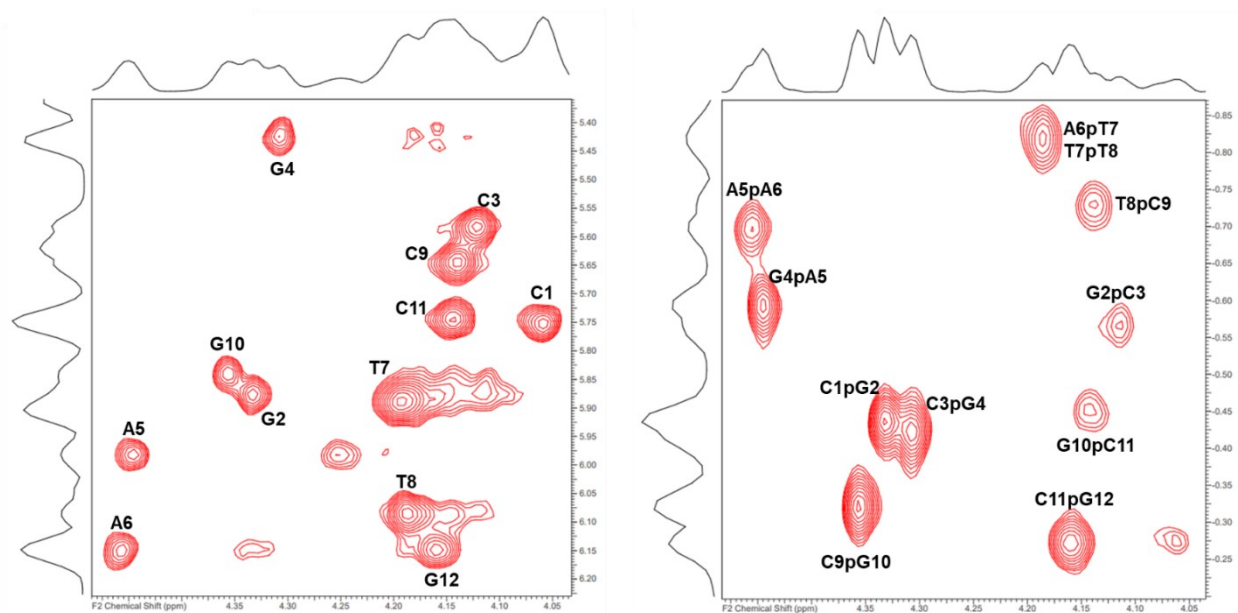 G4
C3
C9
C11
C1
G10
T7
G2
A5
T8
A6
G12
5.40
5.45
5.50
5.55
5.60
5.65
5.70
5.75
5.80
5.85
5.90
5.95
6.00
6.05
6.10
6.15
6.20
F2 Chemical Shift (ppm)
4.35
4.30
4.25
4.20
4.15
4.10
4.05
A6pT7
T7pT8
A5pA6
T8pC9
G4pA5
G2pC3
C1pG2
C3pG4
G10pC11
C11pG12
C9pG10
-0.85
-0.80
-0.75
-0.70
-0.65
-0.60
-0.55
-0.50
-0.45
-0.40
-0.35
-0.30
-0.25
F2 Chemical Shift (ppm)
4.35
4.30
4.25
4.20
4.15
4.10
4.05